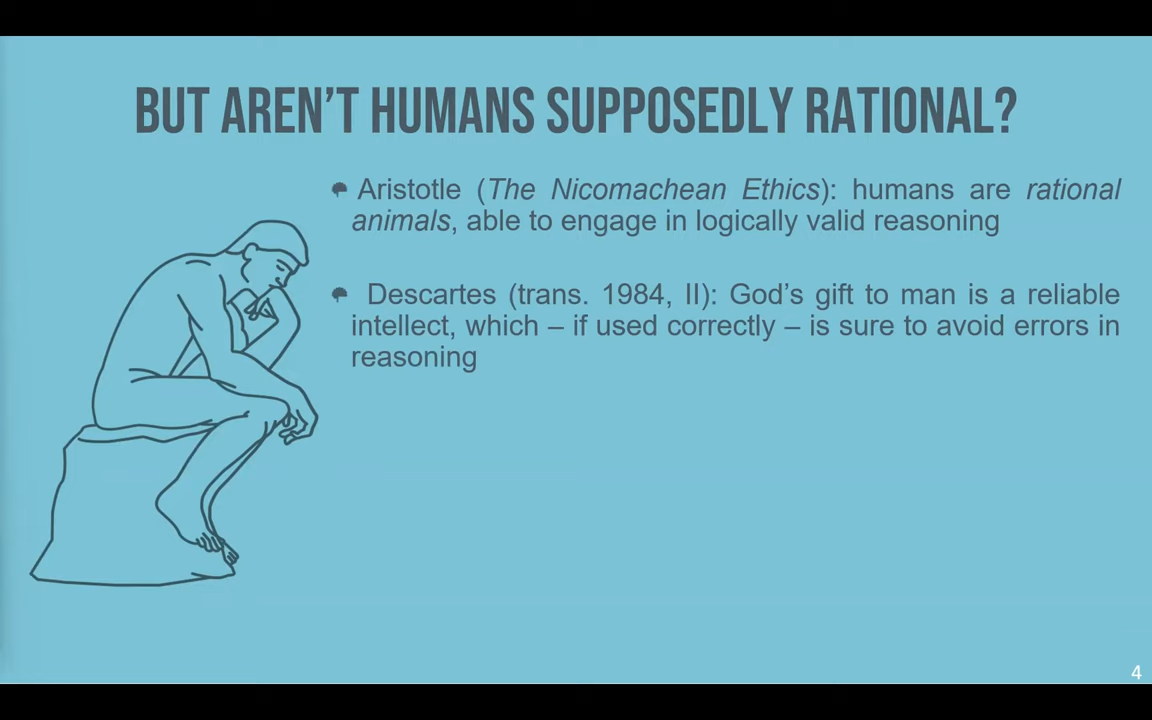 BUT AREN'T HUMANS SUPPOSEDLY RATIONAL?
Aristotle (The Nicomachean Ethics): humans are rational
animals, able to engage in logically valid reasoning
Descartes (trans. 1984, II): God's gift to man is a reliable
intellect, which – if used correctly – is sure to avoid errors in
reasoning
4